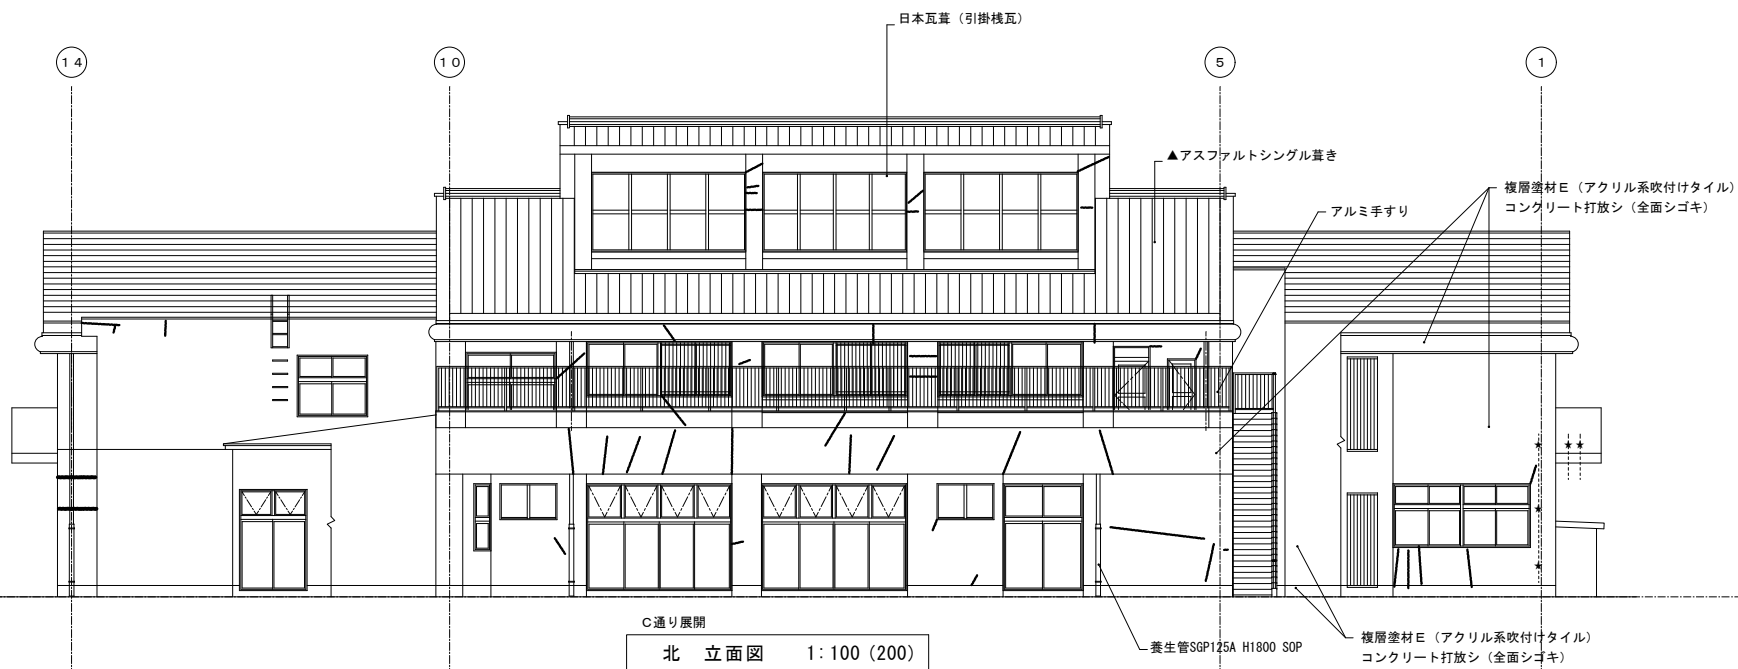 日本瓦葺（引掛桟瓦）
14
10
5
1
▲アスファルトシングル葺き
複層塗材Ｅ（アクリル系吹付けタイル）
コンクリート打放シ（全面シゴキ）
アルミ手すり
C通り展開
北　立面図　1:100 (200)
養生管SGP125A H1800 SOP
複層塗材Ｅ（アクリル系吹付けタイル）
コンクリート打放シ（全面シゴキ）